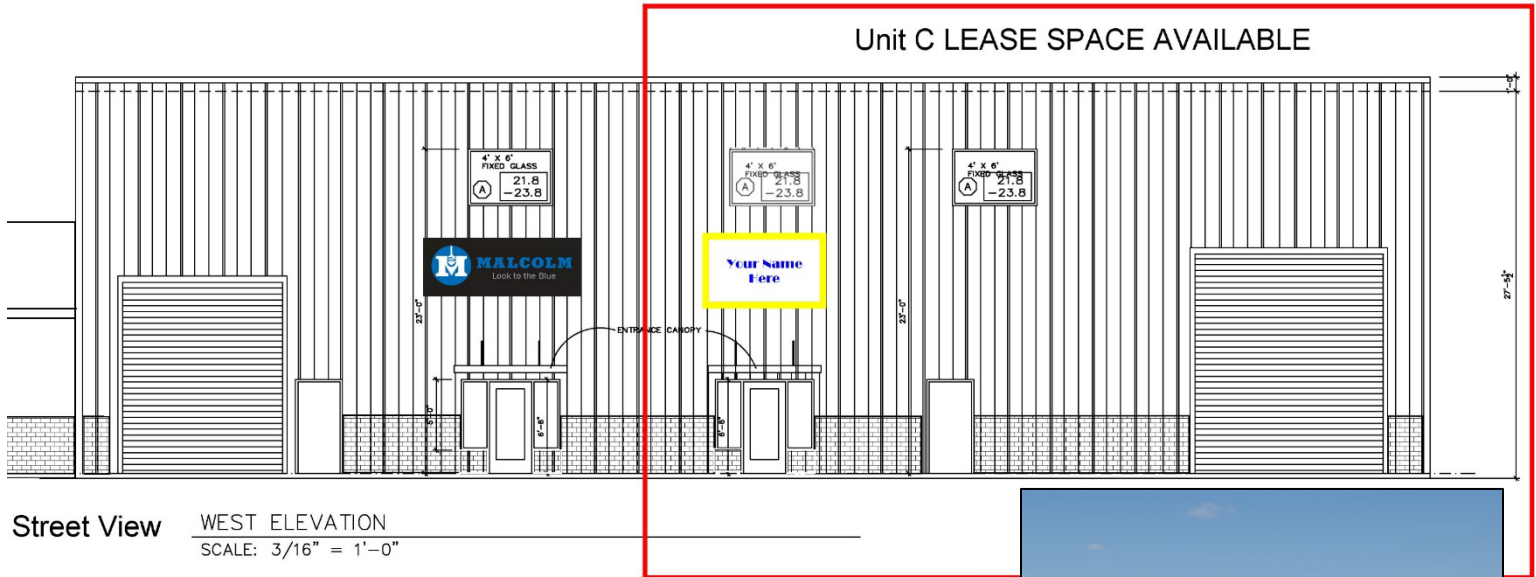 Unit C LEASE SPACE AVAILABLE
1'-0"
4' X 6'
FIXED GLASS
A
21.8
-23.8
4' X 6'
FIXED GLASS
A
21.8
-23.8
4' X 6'
FIXED GLASS
A
21.8
-23.8
M MALCOLM
Look to the Blue
Your Name
Here
23'-0"
23'-0"
27'-5½"
ENTRANCE CANOPY
6'-8"
6'-8"
Street View
WEST ELEVATION
SCALE: 3/16" = 1'-0"